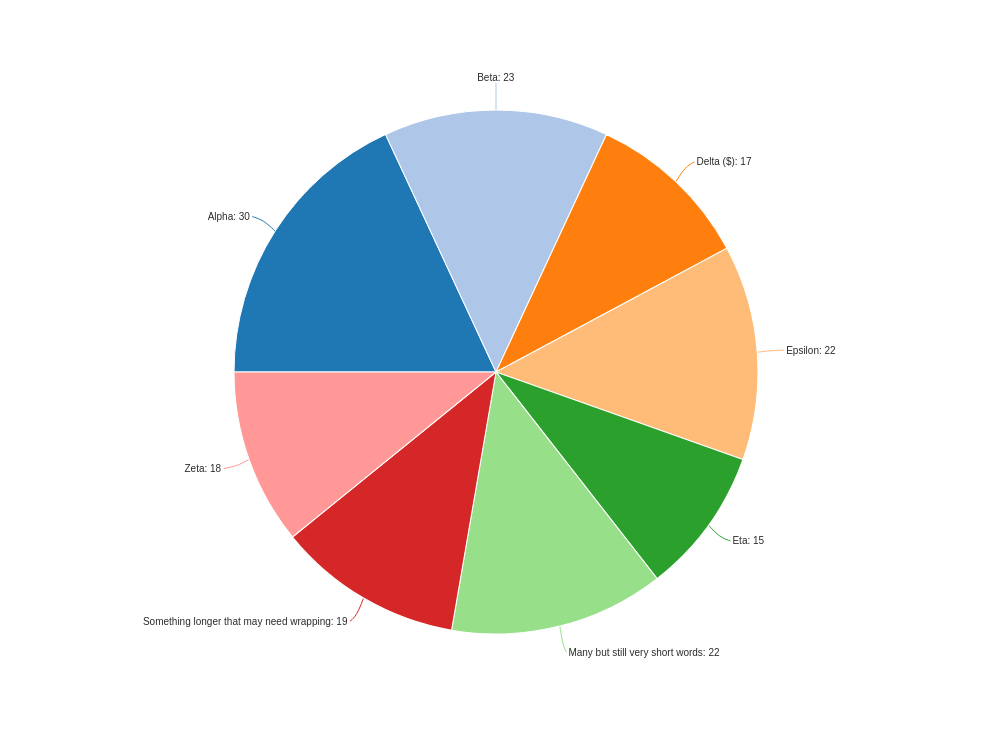 Beta: 23
Delta ($): 17
Alpha: 30
Epsilon: 22
Zeta: 18
Eta: 15
Something longer that may need wrapping: 19
Many but still very short words: 22